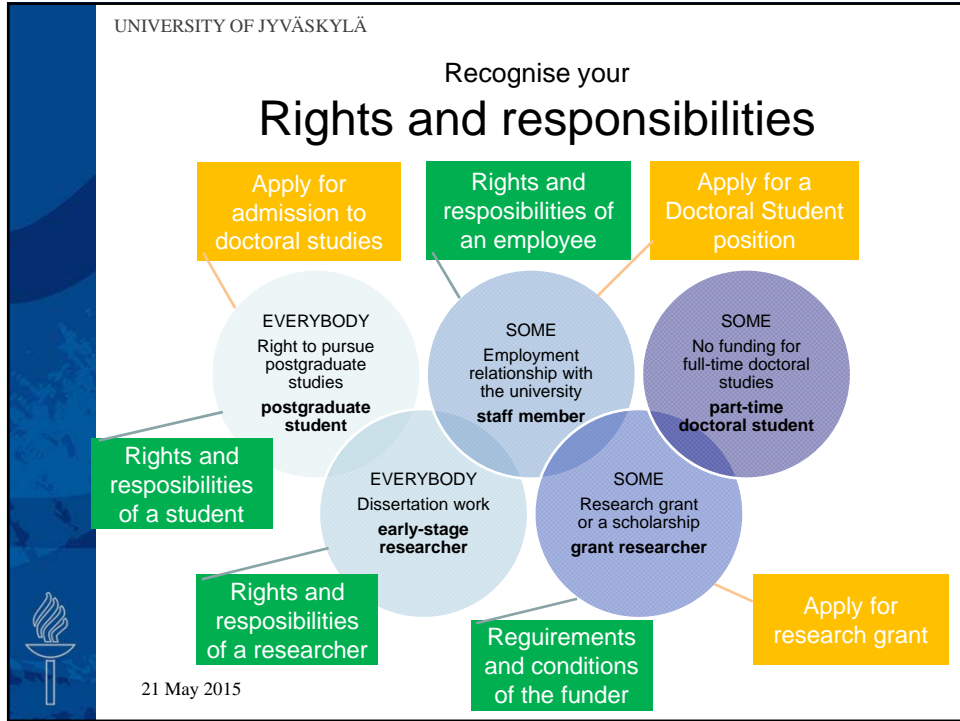 UNIVERSITY OF JYVÄSKYLÄ
Recognise your
Rights and responsibilities
Apply for
admission to
doctoral studies
Rights and
resposibilities of
an employee
Apply for a
Doctoral Student
position
EVERYBODY
Right to pursue
postgraduate
studies
postgraduate
student
SOME
Employment
relationship with
the university
staff member
SOME
No funding for
full-time doctoral
studies
part-time
doctoral student
Rights and
resposibilities
of a student
EVERYBODY
Dissertation work
early-stage
researcher
SOME
Research grant
or a scholarship
grant researcher
Rights and
resposibilities
of a researcher
Reguirements
and conditions
of the funder
Apply for
research grant
21 May 2015